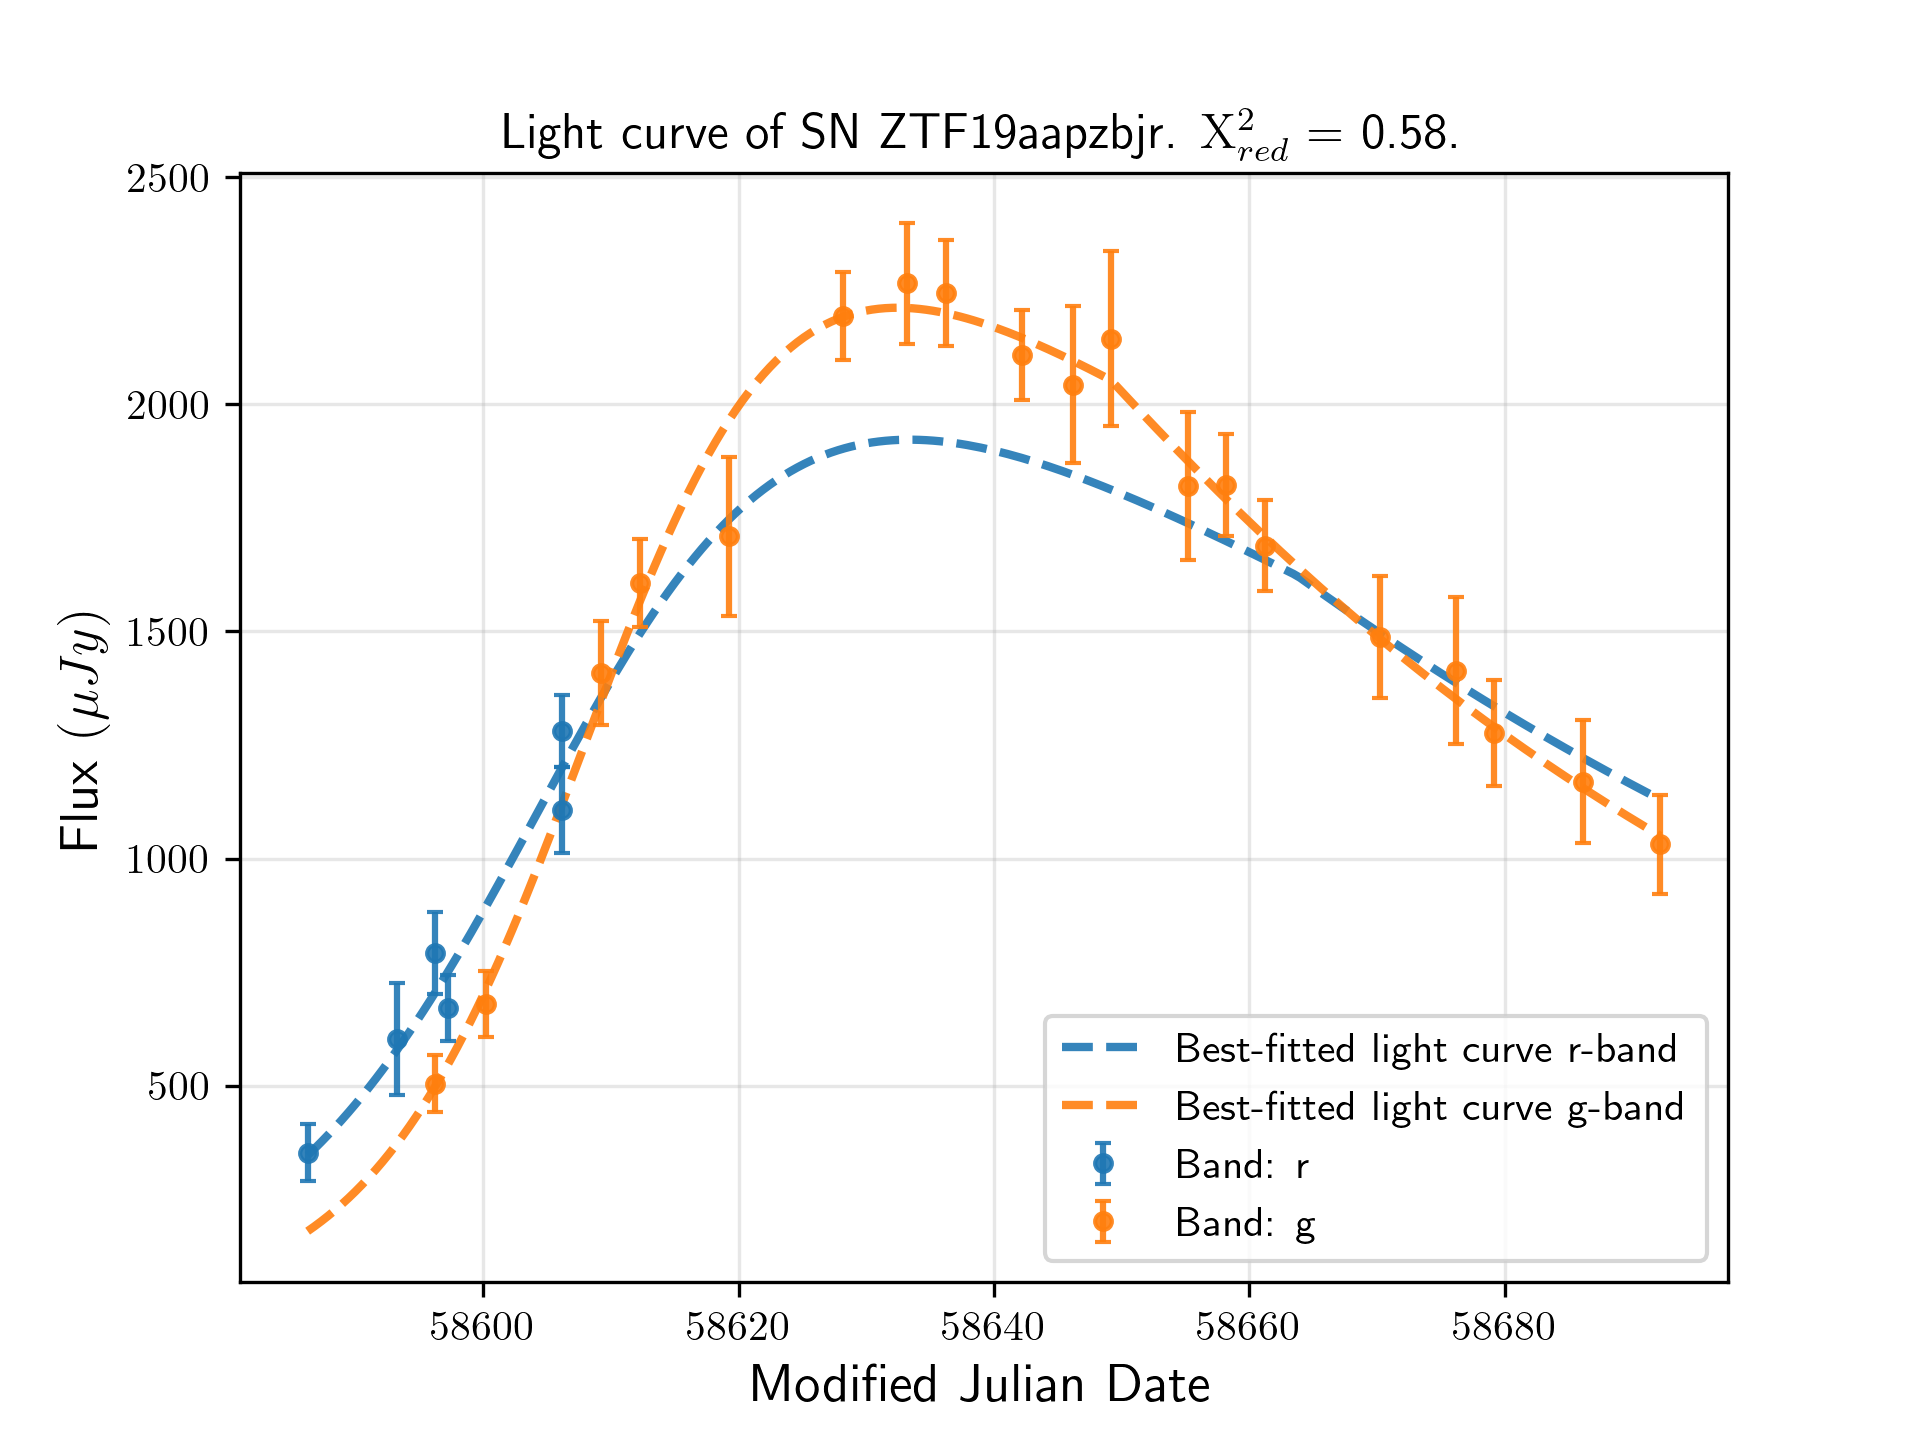 Light curve of SN ZTF19aapzbjr. X²_red = 0.58.
2500
2000
1500
1000
500
Flux (μJy)
58600 58620 58640 58660 58680
Modified Julian Date
Best-fitted light curve r-band
Best-fitted light curve g-band
Band: r
Band: g